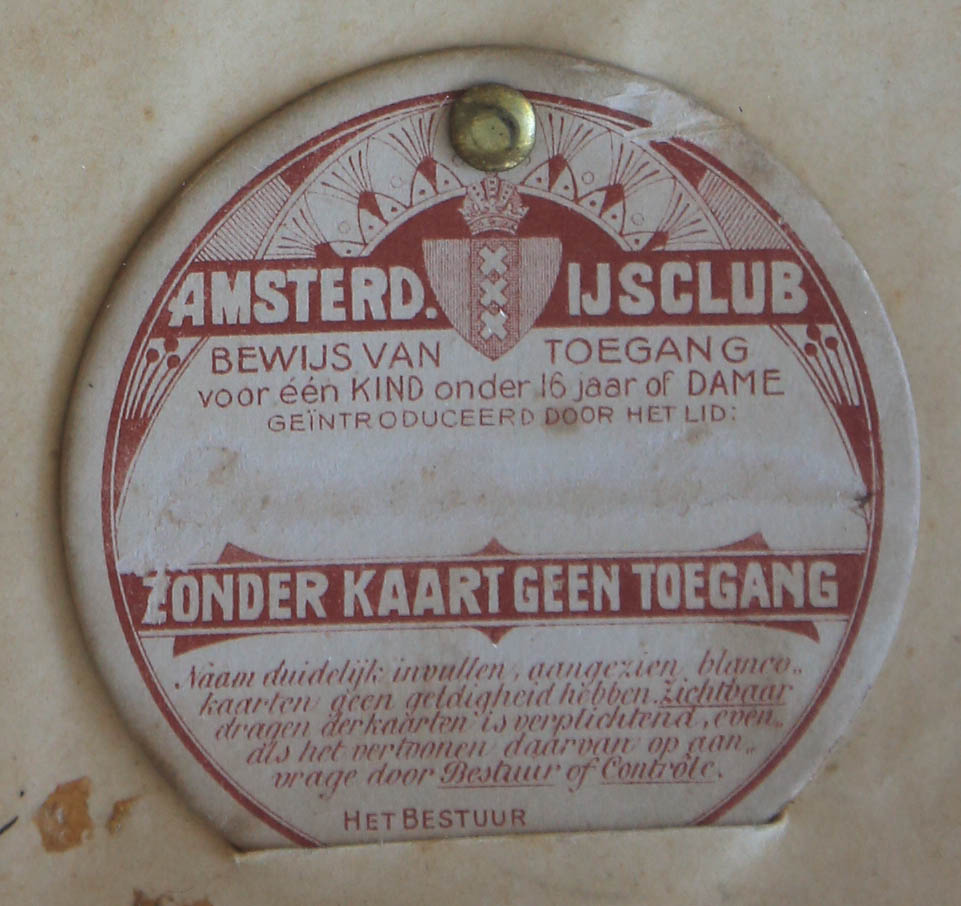 AMSTERD. IJSCLUB
BEWIJS VAN TOEGANG
voor één KIND onder 16 jaar of DAME
GEÏNTRODUCEERD DOOR HET LID:
ZONDER KAART GEEN TOEGANG
Naam duidelijk invullen, aangezien blanco-
kaarten geen geldigheid hebben. Zichtbaar
dragen der kaarten is verplichtend, even-
als het vertoonen daarvan op aan-
vrage door Bestuur of Contrôle.
HET BESTUUR